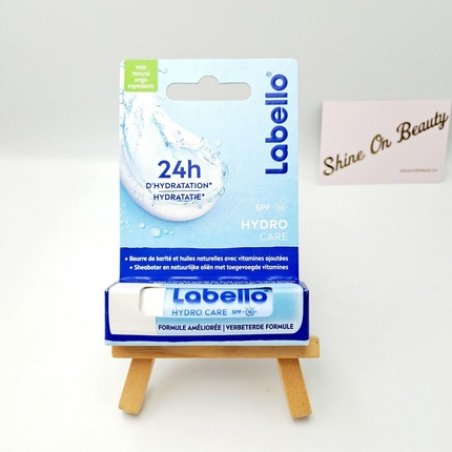 With
Natural
origin
ingredients
Labello®
24h
D'HYDRATATION*
HYDRATATIE*
SPF 15
HYDRO
CARE
+ Beurre de karité et huiles naturelles avec vitamines ajoutées
+ Sheaboter en natuurlijke oliën met toegevoegde vitamines
Labello
HYDRO CARE SPF 15
FORMULE AMÉLIORÉE | VERBETERDE FORMULE
Shine On Beauty